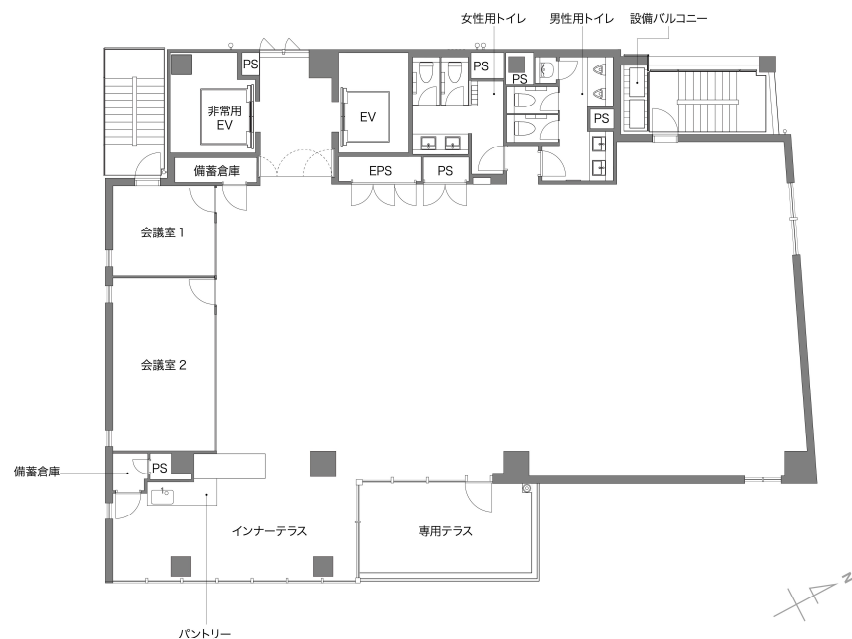 女性用トイレ
男性用トイレ
設備バルコニー
PS
PS
PS
非常用
EV
EV
PS
備蓄倉庫
EPS
PS
会議室1
会議室2
備蓄倉庫
PS
インナーテラス
専用テラス
パントリー
N